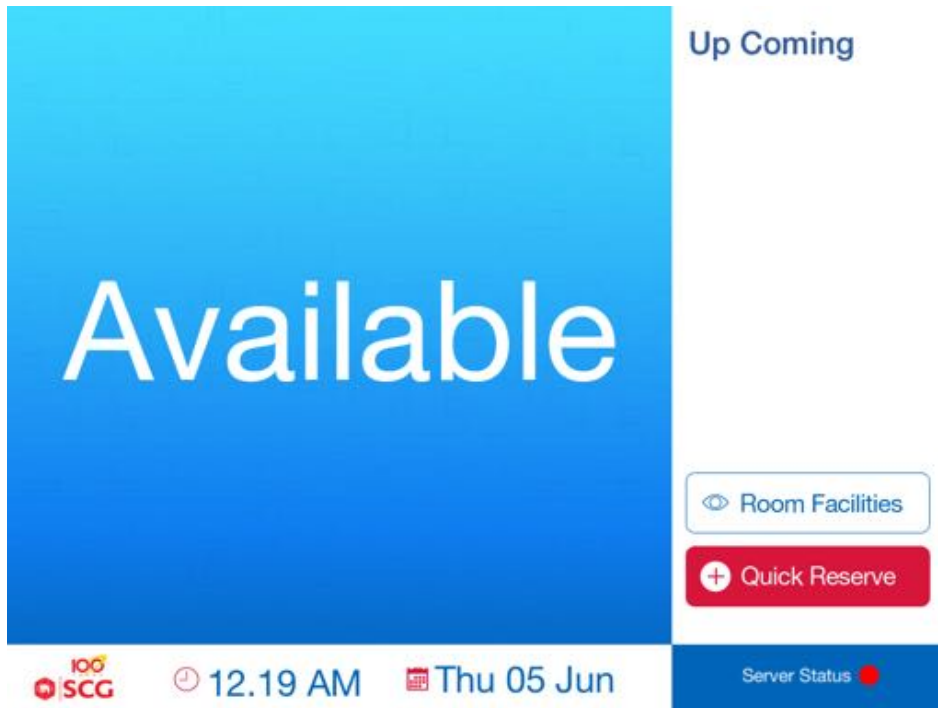 Up Coming
Available
Room Facilities
Quick Reserve
100
SCG
12.19 AM
Thu 05 Jun
Server Status